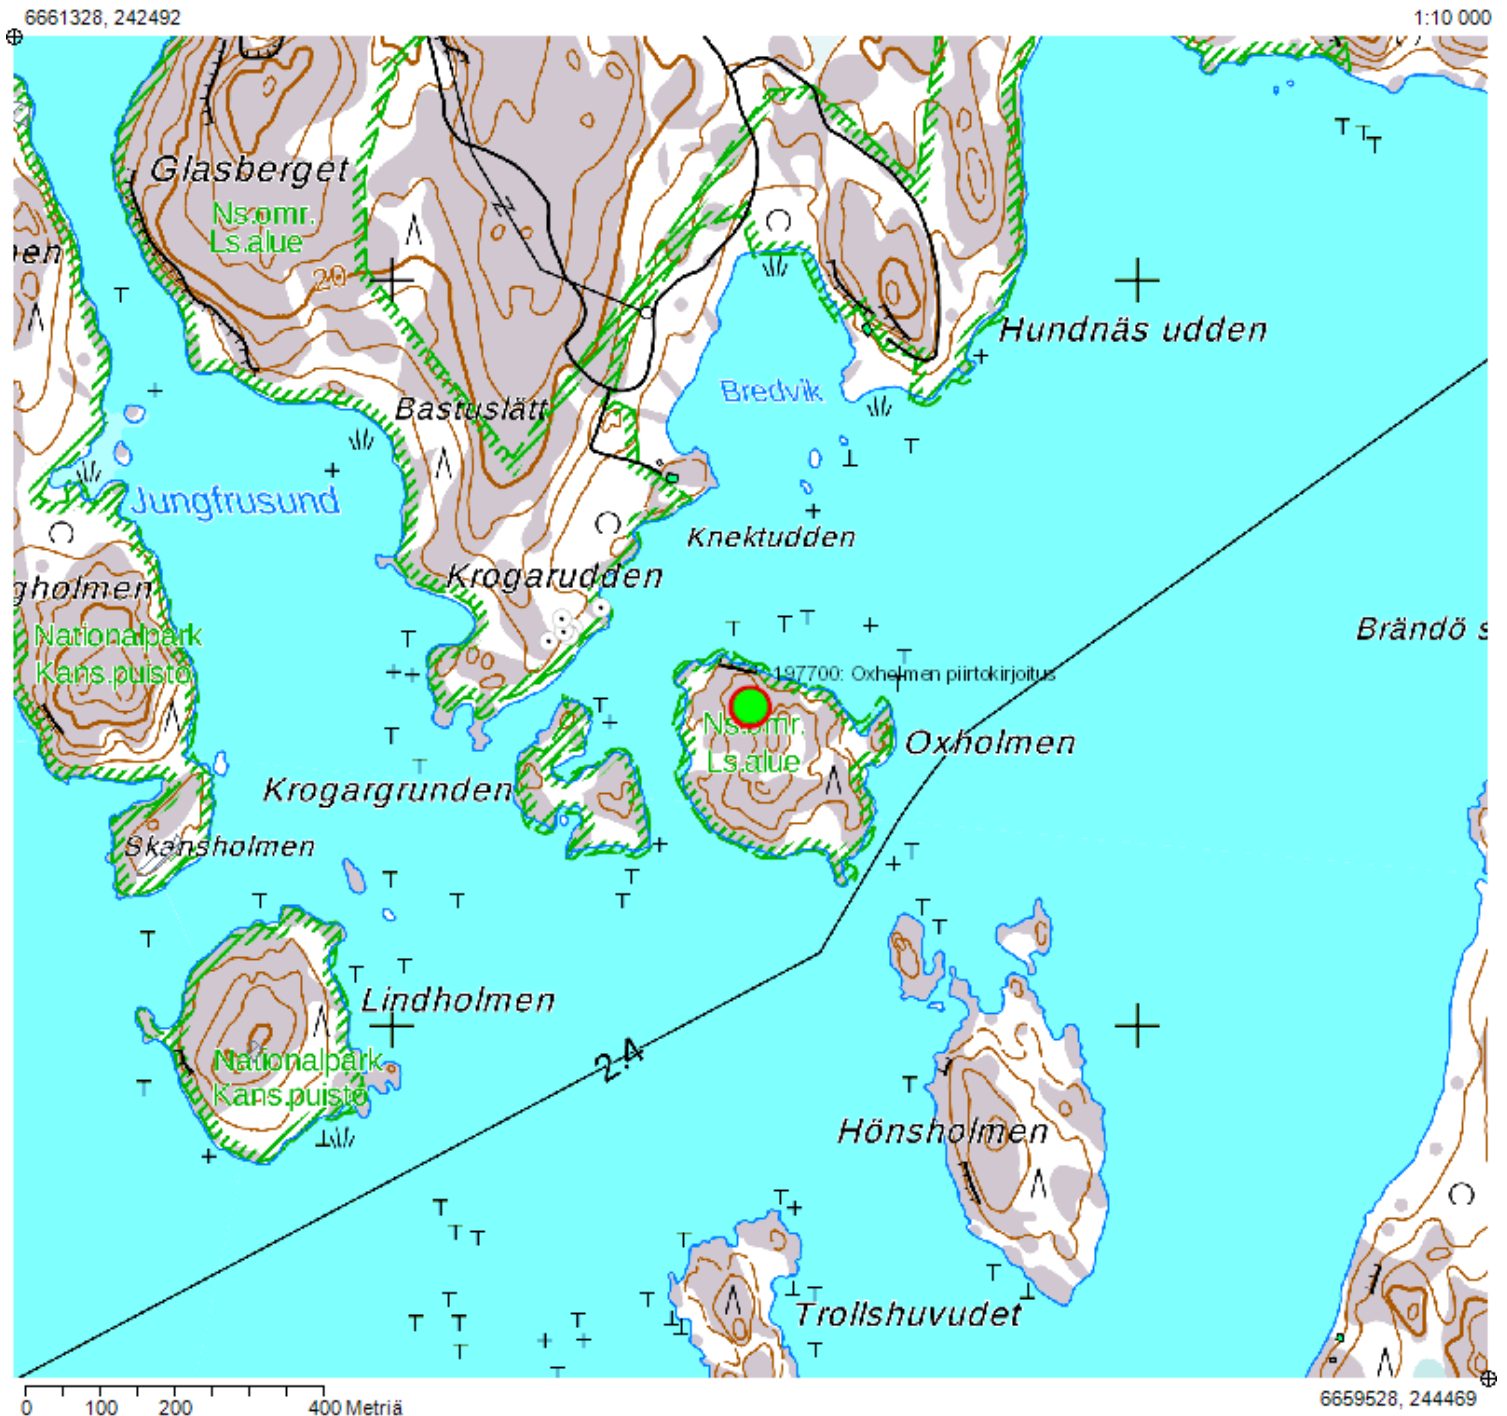 6661328, 242492
1:10 000
Glasberget
Ns.omr.
Ls.alue
20
Hundnäs udden
Bredvik
Bastuslätt
Jungfrusund
Knektudden
Krogarudden
gholmen
Nationalpark
Kans.puisto
Brändö s
197700: Oxholmen piirtokirjoitus
Ns.omr.
Ls.alue
Oxholmen
Krogargrunden
Skansholmen
Lindholmen
Nationalpark
Kans.puisto
2.4
Hönsholmen
Trollshuvudet
0 100 200 400 Metriä
6659528, 244469